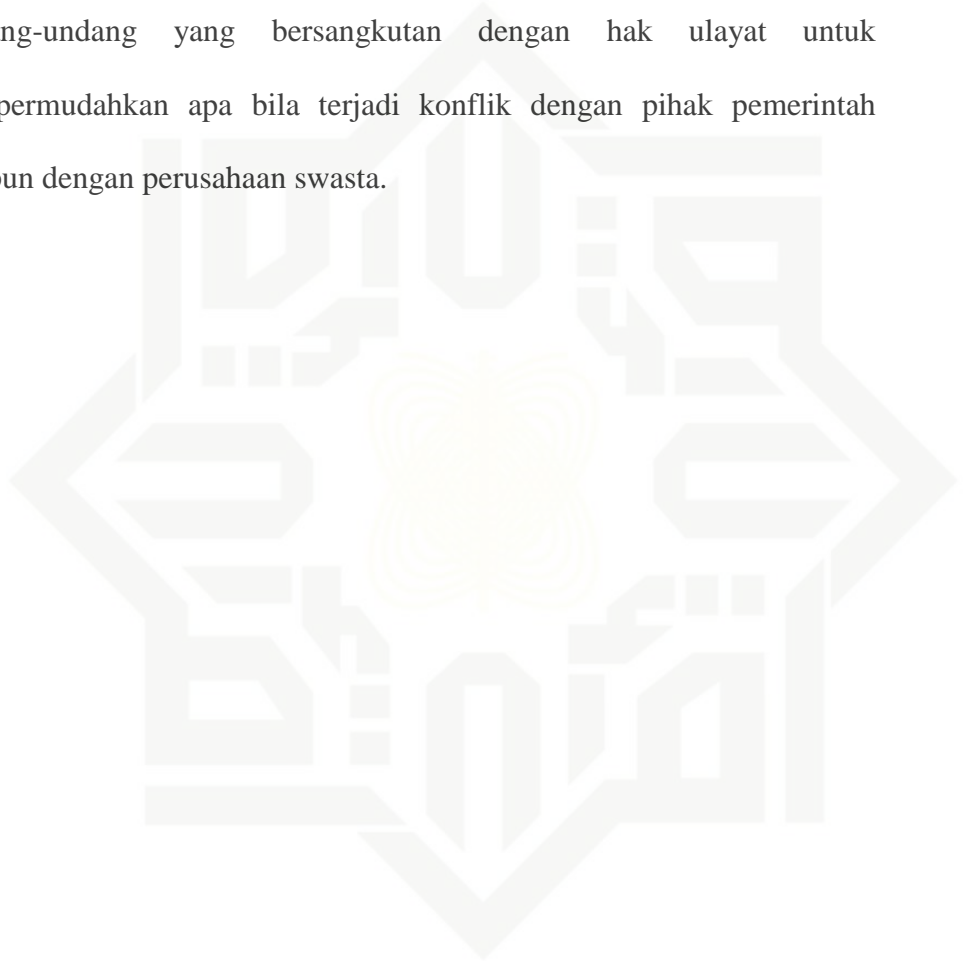 ng-undang yang bersangkutan dengan hak ulayat untuk
permudahkan apa bila terjadi konflik dengan pihak pemerintah
un dengan perusahaan swasta.